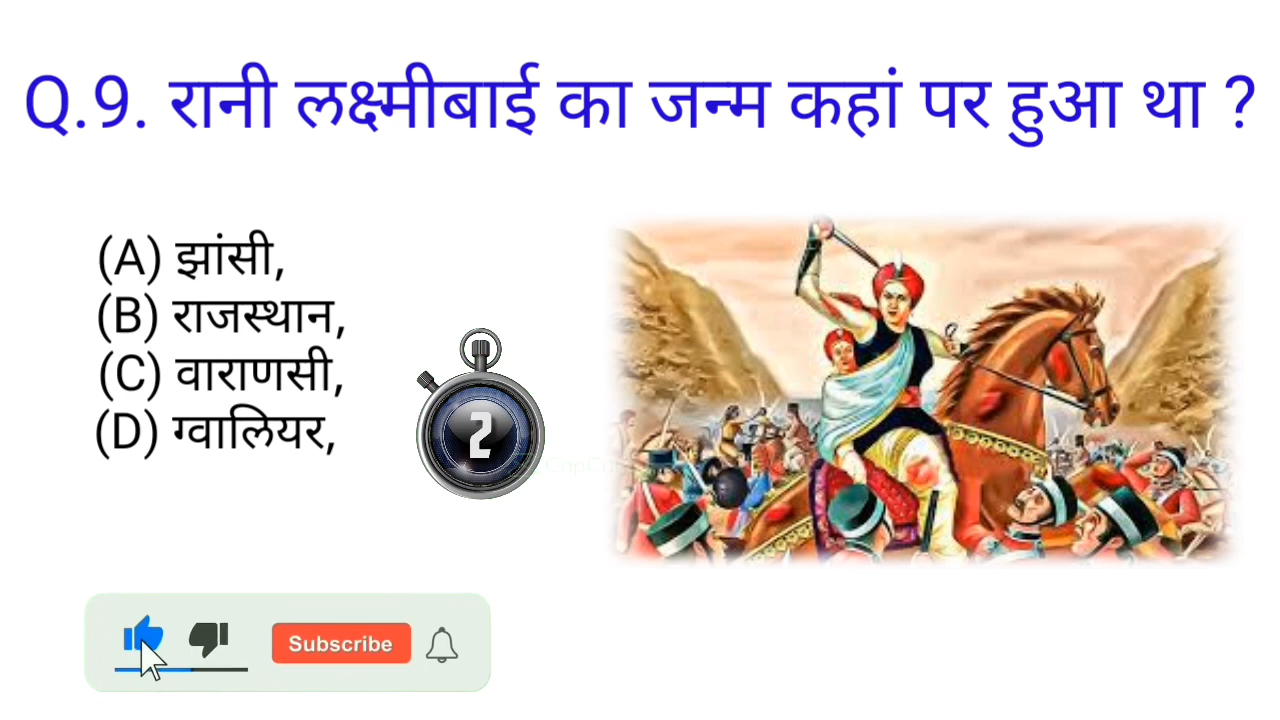 Q.9. रानी लक्ष्मीबाई का जन्म कहां पर हुआ था ?
(A) झांसी,
(B) राजस्थान,
(C) वाराणसी,
(D) ग्वालियर,
2
Subscribe